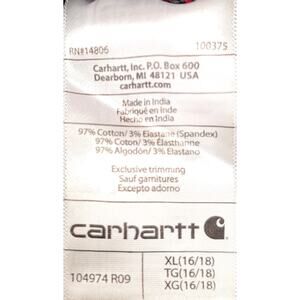 RN#14806 100375
Carhartt, Inc. P.O. Box 600
Dearborn, MI 48121 USA
carhartt.com
Made in India
Fabriqué en Inde
Hecho en India
97% Cotton/ 3% Elastane (Spandex)
97% Coton/ 3% Élasthanne
97% Algodón/ 3% Elastano
Exclusive trimming
Sauf garnitures
Excepto adorno
carhartt
104974 R09
XL(16/18)
TG(16/18)
XG(16/18)